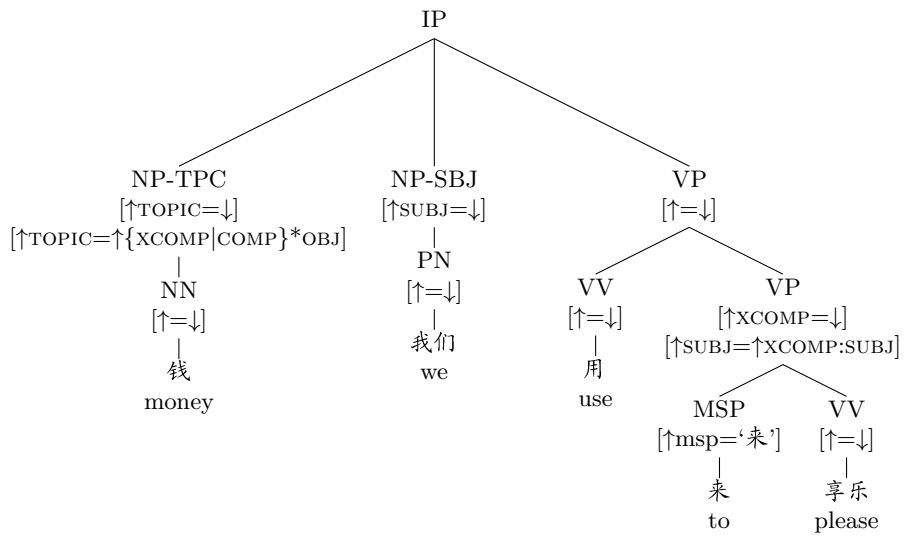 IP
NP-TPC NP-SBJ VP
[↑TOPIC=↓] [↑SUBJ=↓] [↑=↓]
[↑TOPIC=↑{XCOMP|COMP}*OBJ]
PN
NN VV VP
[↑=↓] [↑=↓] [↑=↓] [↑XCOMP=↓]
我们 [↑SUBJ=↑XCOMP:SUBJ]
钱 we 用
money use MSP VV
[↑msp=‘来’] [↑=↓]
来 享乐
to please